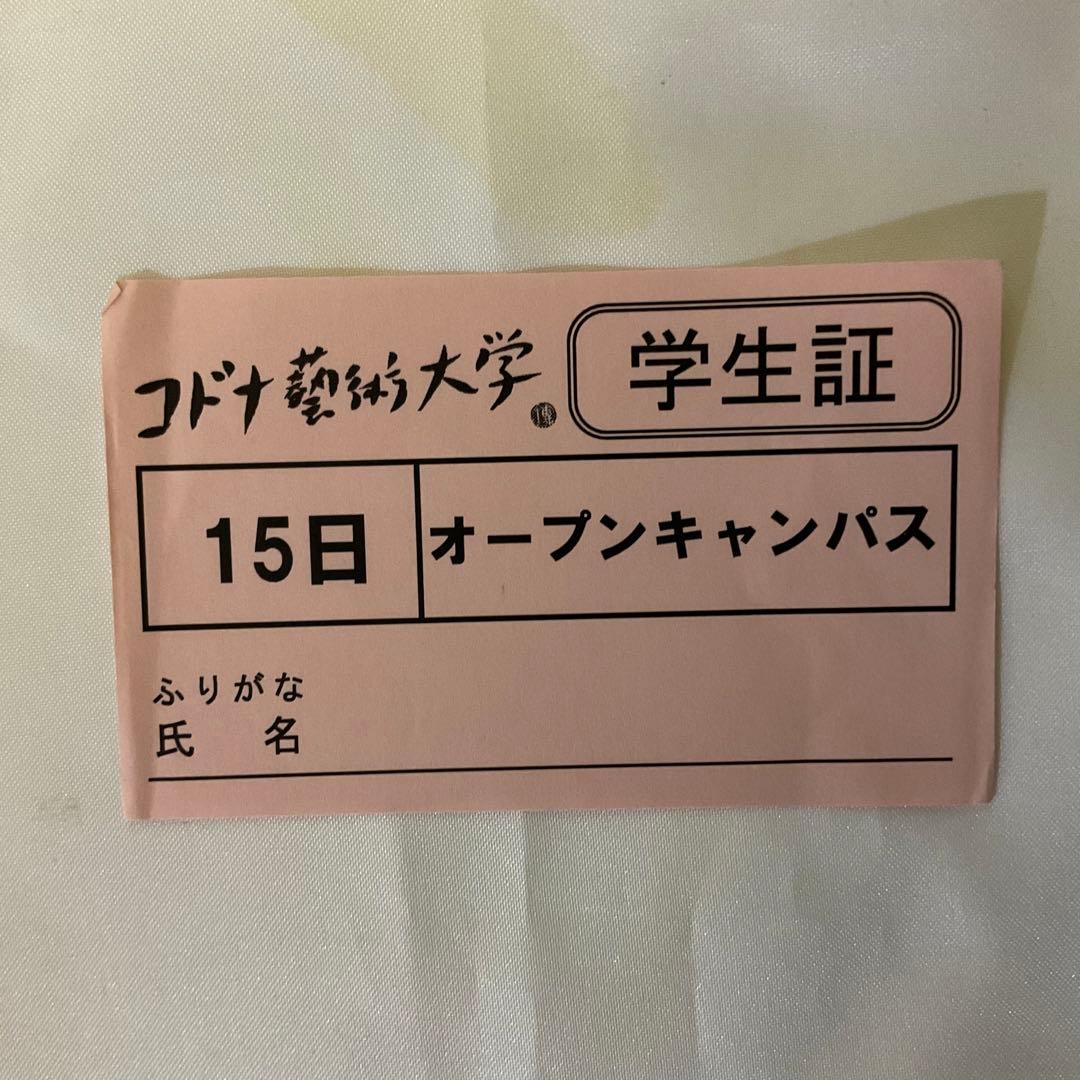 コドナ藝術大学
学生証
15日
オープンキャンパス
ふりがな
氏 名